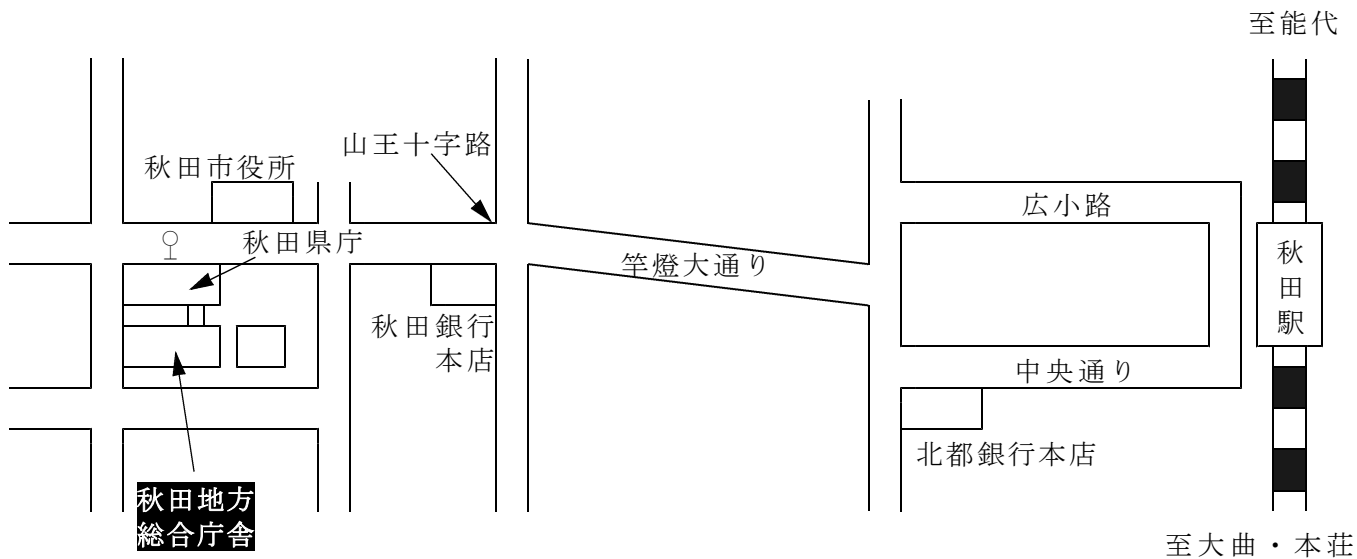 至能代
山王十字路
秋田市役所
広小路
秋田県庁
竿燈大通り
秋田駅
秋田銀行
本店
中央通り
北都銀行本店
秋田地方
総合庁舎
至大曲・本荘